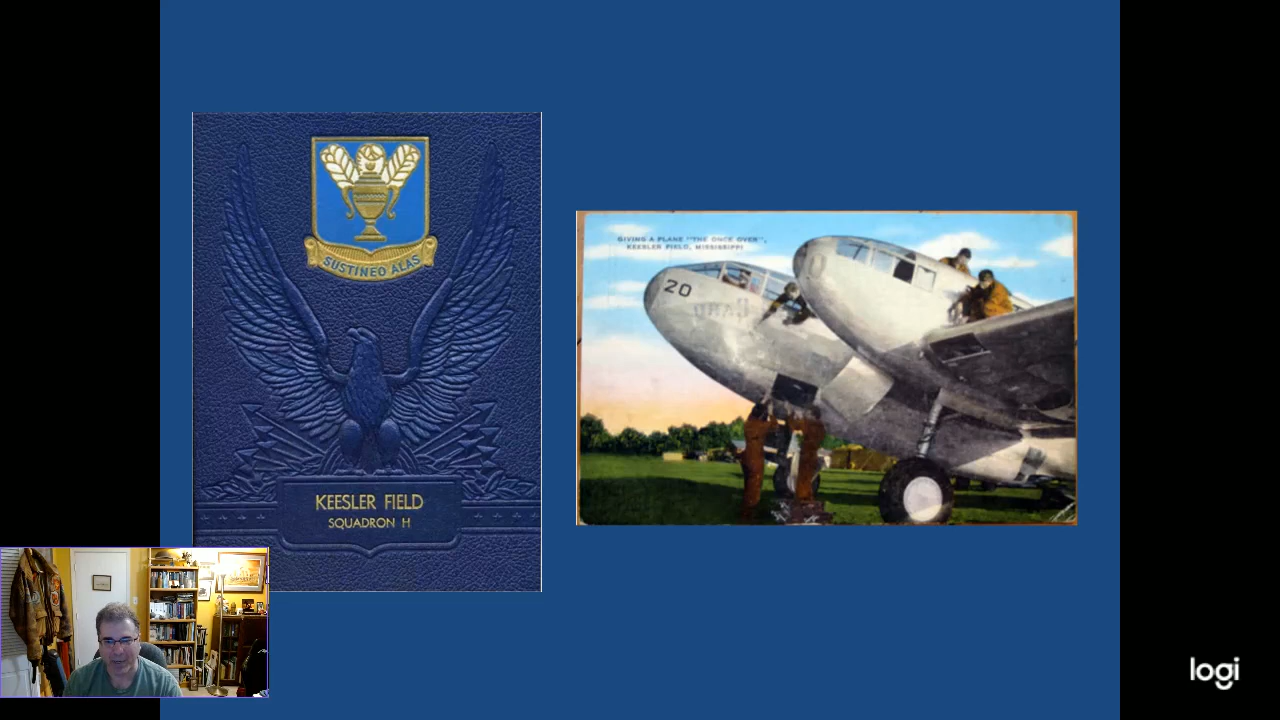 SUSTINEO ALAS
KEESLER FIELD
SQUADRON H
GIVING A PLANE "THE ONCE OVER",
KEESLER FIELD, MISSISSIPPI
20
logi